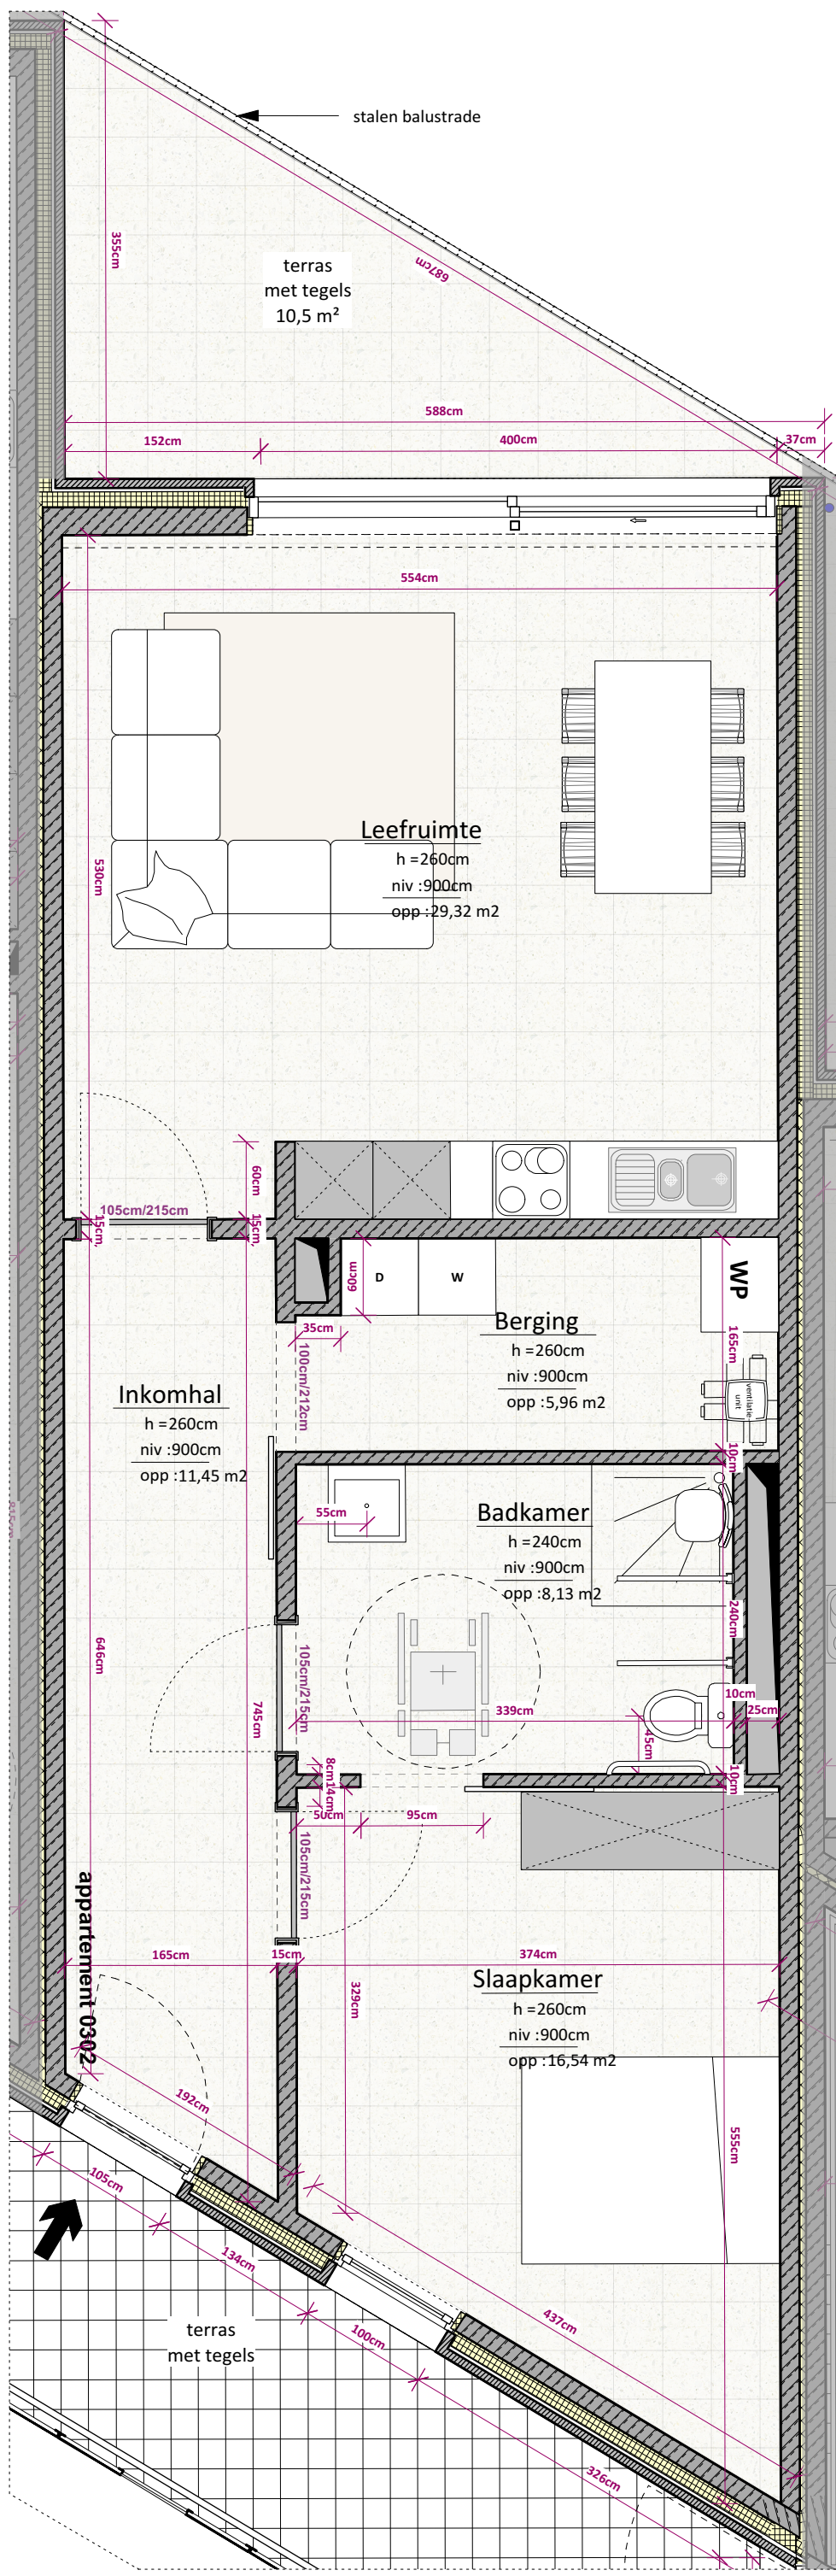 stalen balustrade
355cm
687cm
terras
met tegels
10,5 m²
588cm
152cm
400cm
37cm
554cm
530cm
Leefruimte
h =260cm
niv :900cm
opp :29,32 m2
60cm
105cm/215cm
15cm,
15cm,
60cm
D
W
WP
35cm
100cm/212cm
165cm
Berging
h =260cm
niv :900cm
opp :5,96 m2
ventilatie
unit
Inkomhal
h =260cm
niv :900cm
opp :11,45 m2
10cm
55cm
Badkamer
h =240cm
niv :900cm
opp :8,13 m2
240cm
646cm
745cm
105cm/215cm
339cm
10cm
25cm
45cm
8cm
14cm
10cm
50cm
95cm
105cm/215cm
appartement 0302
165cm
15cm
374cm
329cm
Slaapkamer
h =260cm
niv :900cm
opp :16,54 m2
192cm
555cm
105cm
134cm
437cm
100cm
terras
met tegels
326cm